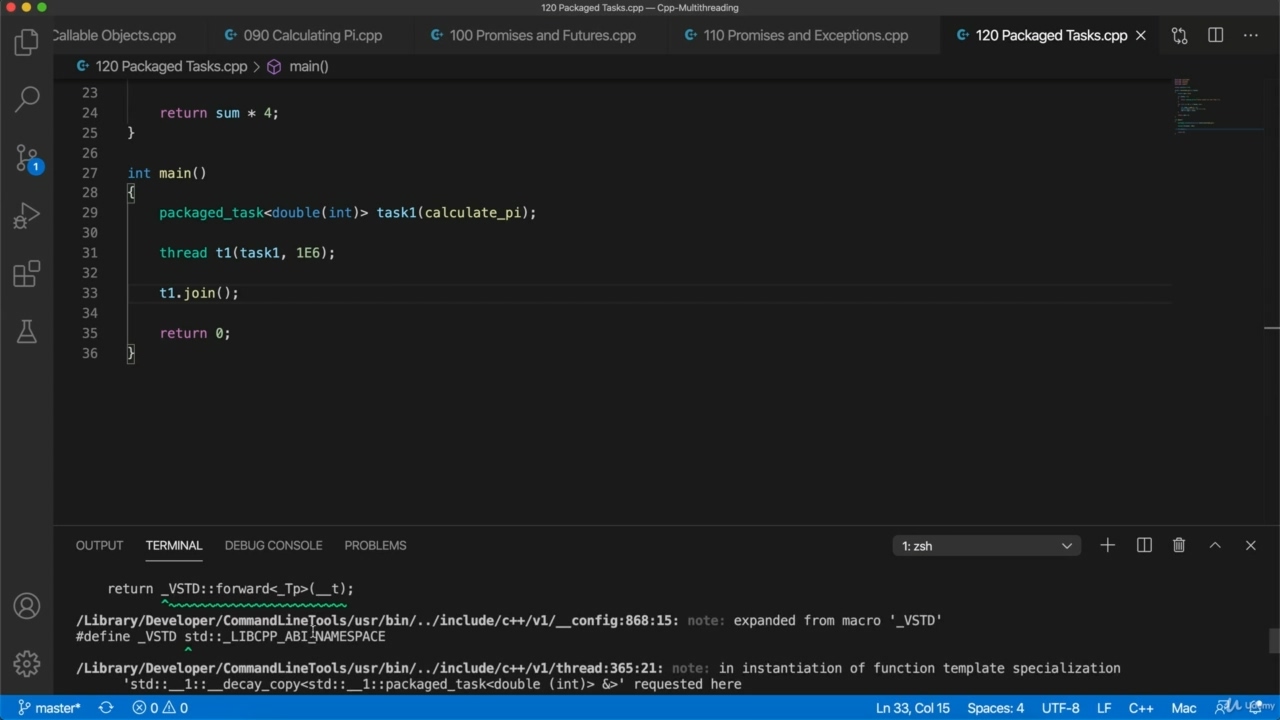 120 Packaged Tasks.cpp — Cpp-Multithreading
Callable Objects.cpp 090 Calculating Pi.cpp 100 Promises and Futures.cpp 110 Promises and Exceptions.cpp 120 Packaged Tasks.cpp
120 Packaged Tasks.cpp > main()
23
24 return sum * 4;
25 }
26
27 int main()
28 {
29 packaged_task<double(int)> task1(calculate_pi);
30
31 thread t1(task1, 1E6);
32
33 t1.join();
34
35 return 0;
36 }
1
OUTPUT TERMINAL DEBUG CONSOLE PROBLEMS 1: zsh
return _VSTD::forward<_Tp>(__t);
^~~~~~~~~~~~~~~~~~~~~~~
/Library/Developer/CommandLineTools/usr/bin/../include/c++/v1/__config:868:15: note: expanded from macro '_VSTD'
#define _VSTD std::_LIBCPP_ABI_NAMESPACE
^
/Library/Developer/CommandLineTools/usr/bin/../include/c++/v1/thread:365:21: note: in instantiation of function template specialization
'std::__1::__decay_copy<std::__1::packaged_task<double (int)> &>' requested here
master* 0 0 Ln 33, Col 15 Spaces: 4 UTF-8 LF C++ Mac
Udemy